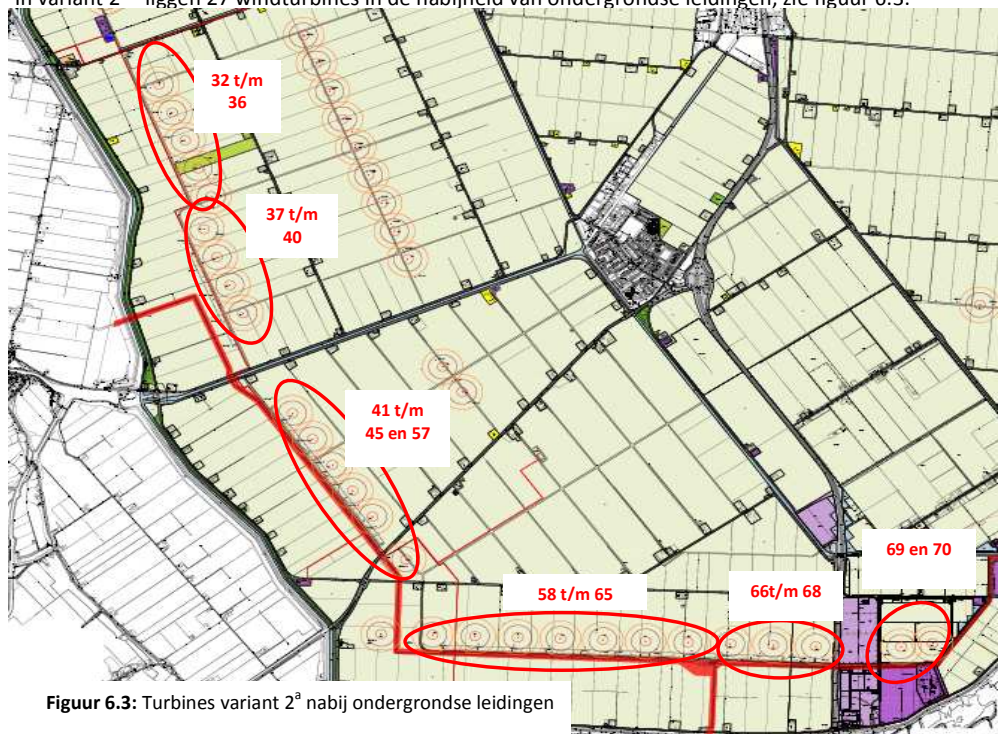 in variant 2ᵃ liggen 27 windturbines in de nabijheid van ondergrondse leidingen, zie figuur 6.3.
32 t/m
36
37 t/m
40
41 t/m
45 en 57
69 en 70
58 t/m 65
66t/m 68
Figuur 6.3: Turbines variant 2ᵃ nabij ondergrondse leidingen